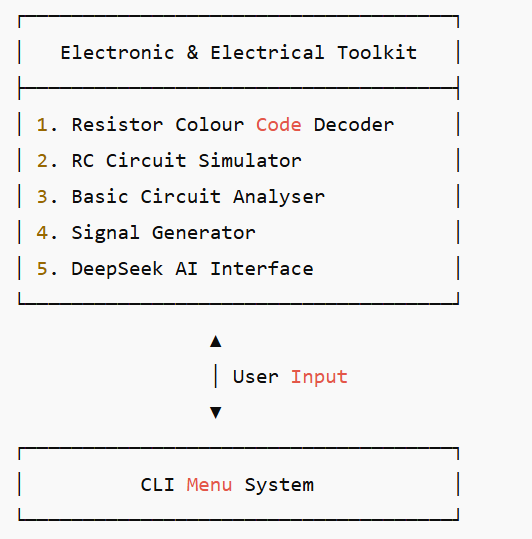 Electronic & Electrical Toolkit
1. Resistor Colour Code Decoder
2. RC Circuit Simulator
3. Basic Circuit Analyser
4. Signal Generator
5. DeepSeek AI Interface
User Input
CLI Menu System